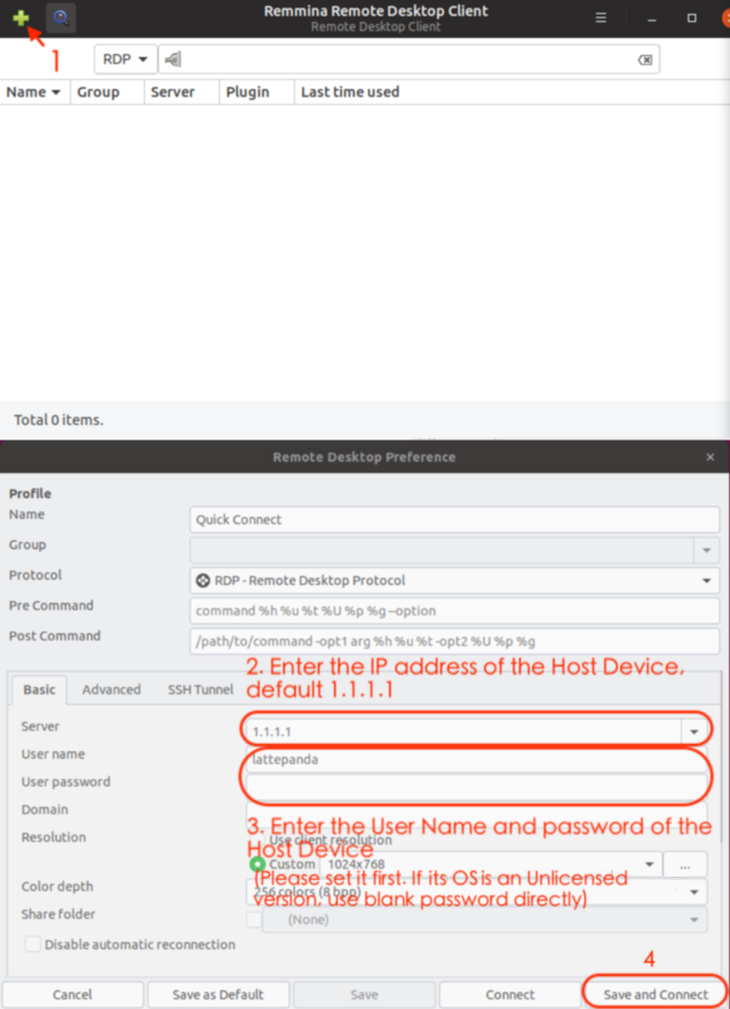 Remmina Remote Desktop Client
Remote Desktop Client
1
RDP
Name Group Server Plugin Last time used
Total 0 items.
Remote Desktop Preference
Profile
Name Quick Connect
Group
Protocol RDP - Remote Desktop Protocol
Pre Command command %h %u %t %U %p %g --option
Post Command /path/to/command -opt1 arg %h %u %t -opt2 %U %p %g
2. Enter the IP address of the Host Device,
default 1.1.1.1
Basic Advanced SSH Tunnel
Server 1.1.1.1
User name lattepanda
User password
Domain
3. Enter the User Name and password of the
Host Device
Resolution Use client resolution
Custom 1024x768 ...
(Please set it first. If its OS is an Unlicensed
version, use blank password directly)
Color depth 256 colors (8 bpp)
Share folder (None)
Disable automatic reconnection
4
Cancel Save as Default Save Connect Save and Connect